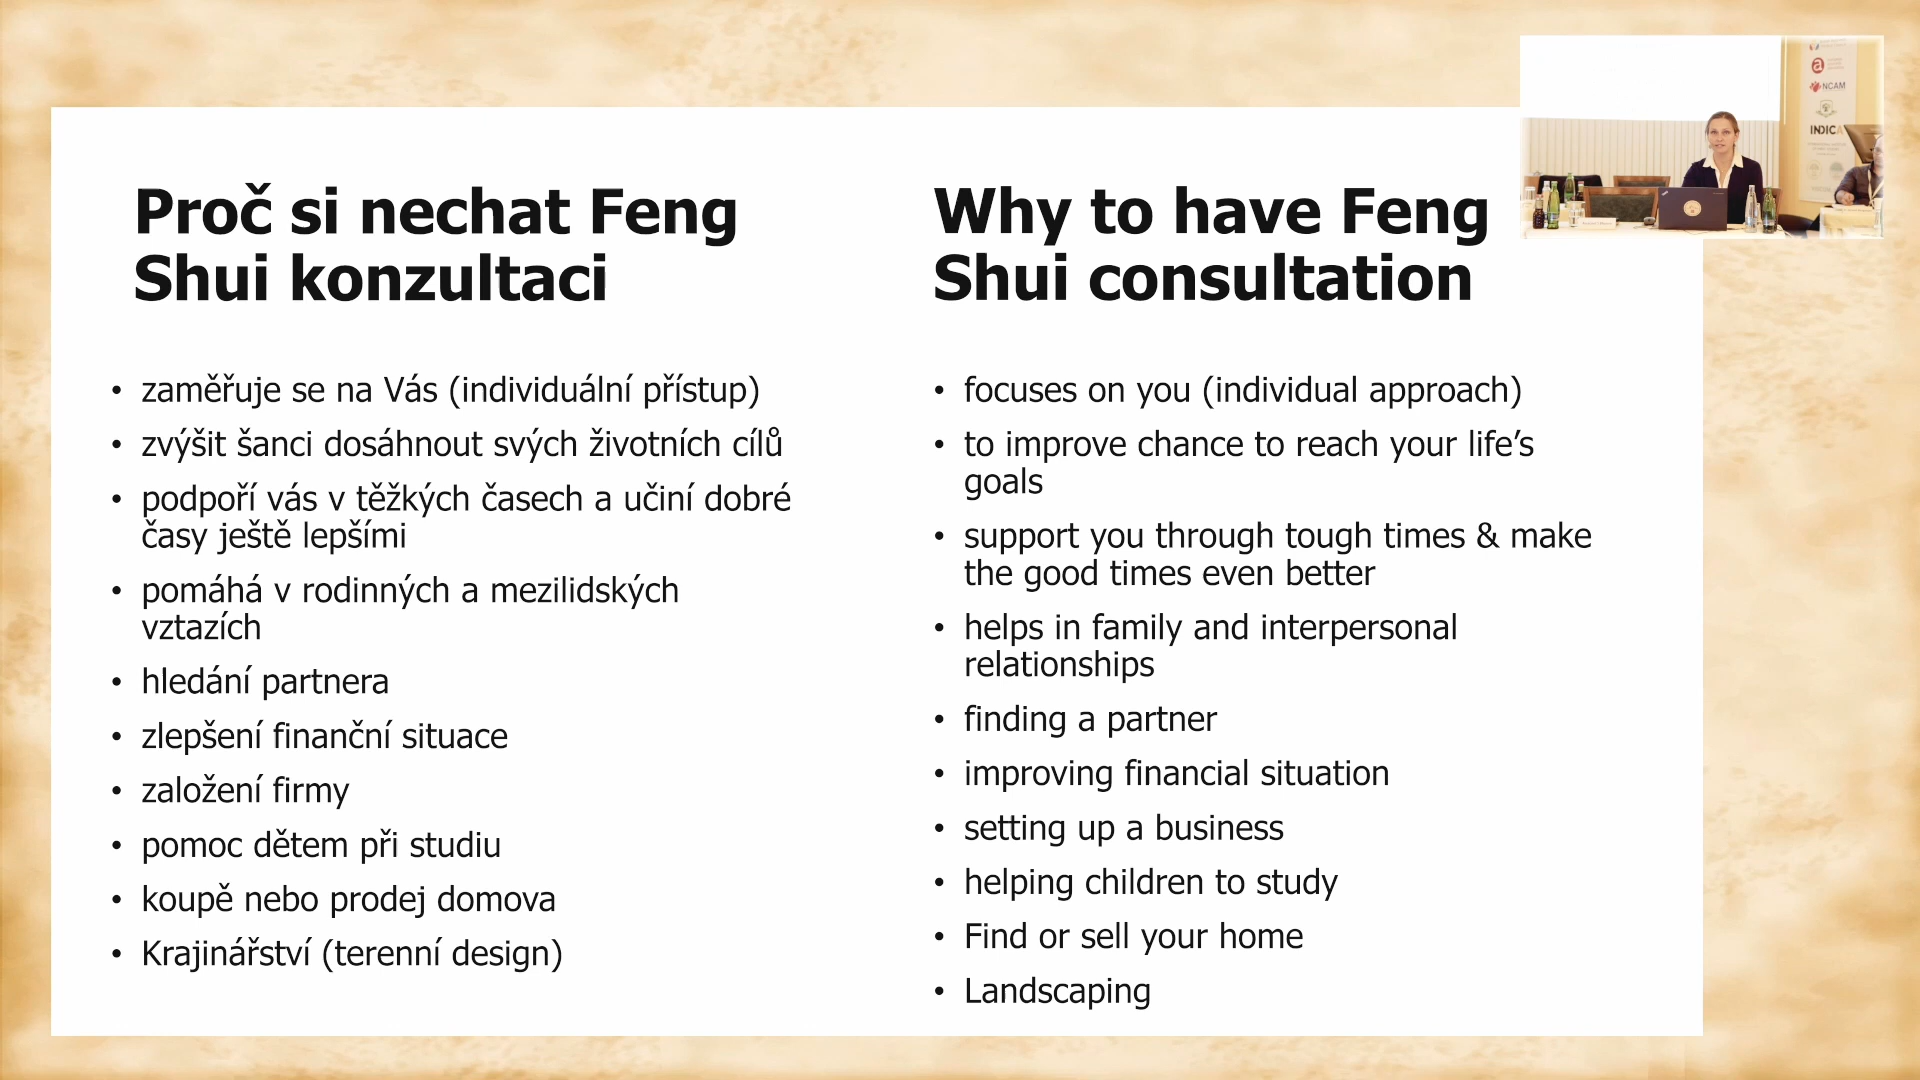 Proč si nechat Feng
Shui konzultaci
• zaměřuje se na Vás (individuální přístup)
• zvýšit šanci dosáhnout svých životních cílů
• podpoří vás v těžkých časech a učiní dobré
časy ještě lepšími
• pomáhá v rodinných a mezilidských
vztazích
• hledání partnera
• zlepšení finanční situace
• založení firmy
• pomoc dětem při studiu
• koupě nebo prodej domova
• Krajinářství (terenní design)
Why to have Feng
Shui consultation
• focuses on you (individual approach)
• to improve chance to reach your life’s
goals
• support you through tough times & make
the good times even better
• helps in family and interpersonal
relationships
• finding a partner
• improving financial situation
• setting up a business
• helping children to study
• Find or sell your home
• Landscaping
NCAM
INDICA